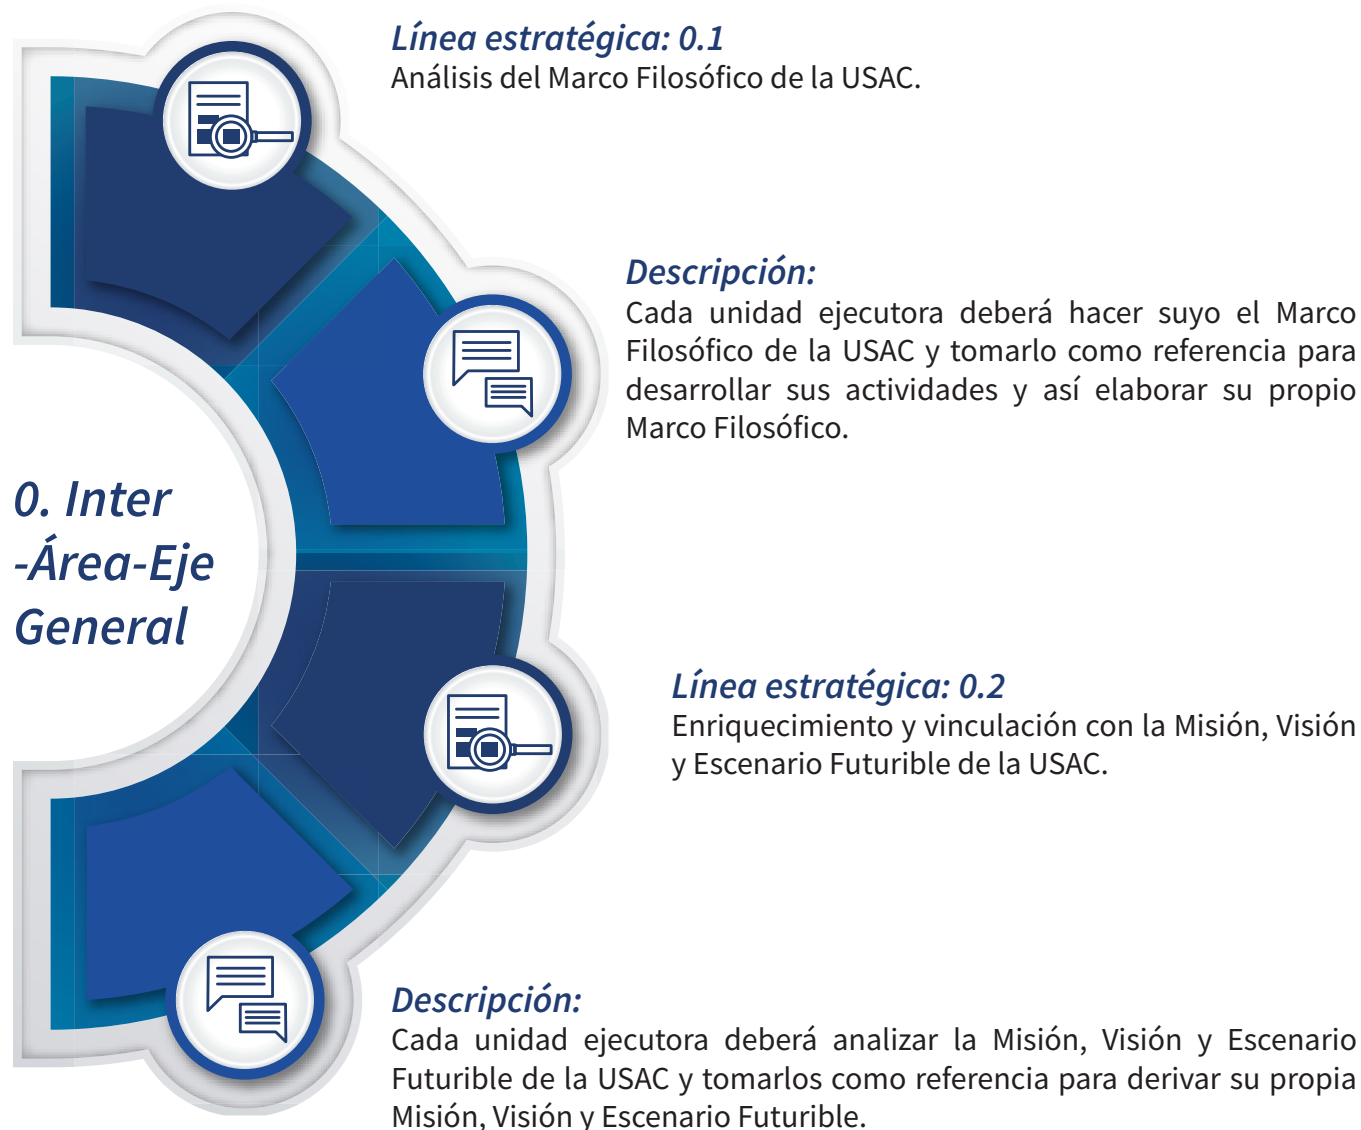 Línea estratégica: 0.1
Análisis del Marco Filosófico de la USAC.
Descripción:
Cada unidad ejecutora deberá hacer suyo el Marco
Filosófico de la USAC y tomarlo como referencia para
desarrollar sus actividades y así elaborar su propio
Marco Filosófico.
0. Inter
-Área-Eje
General
Línea estratégica: 0.2
Enriquecimiento y vinculación con la Misión, Visión
y Escenario Futurible de la USAC.
Descripción:
Cada unidad ejecutora deberá analizar la Misión, Visión y Escenario
Futurible de la USAC y tomarlos como referencia para derivar su propia
Misión, Visión y Escenario Futurible.